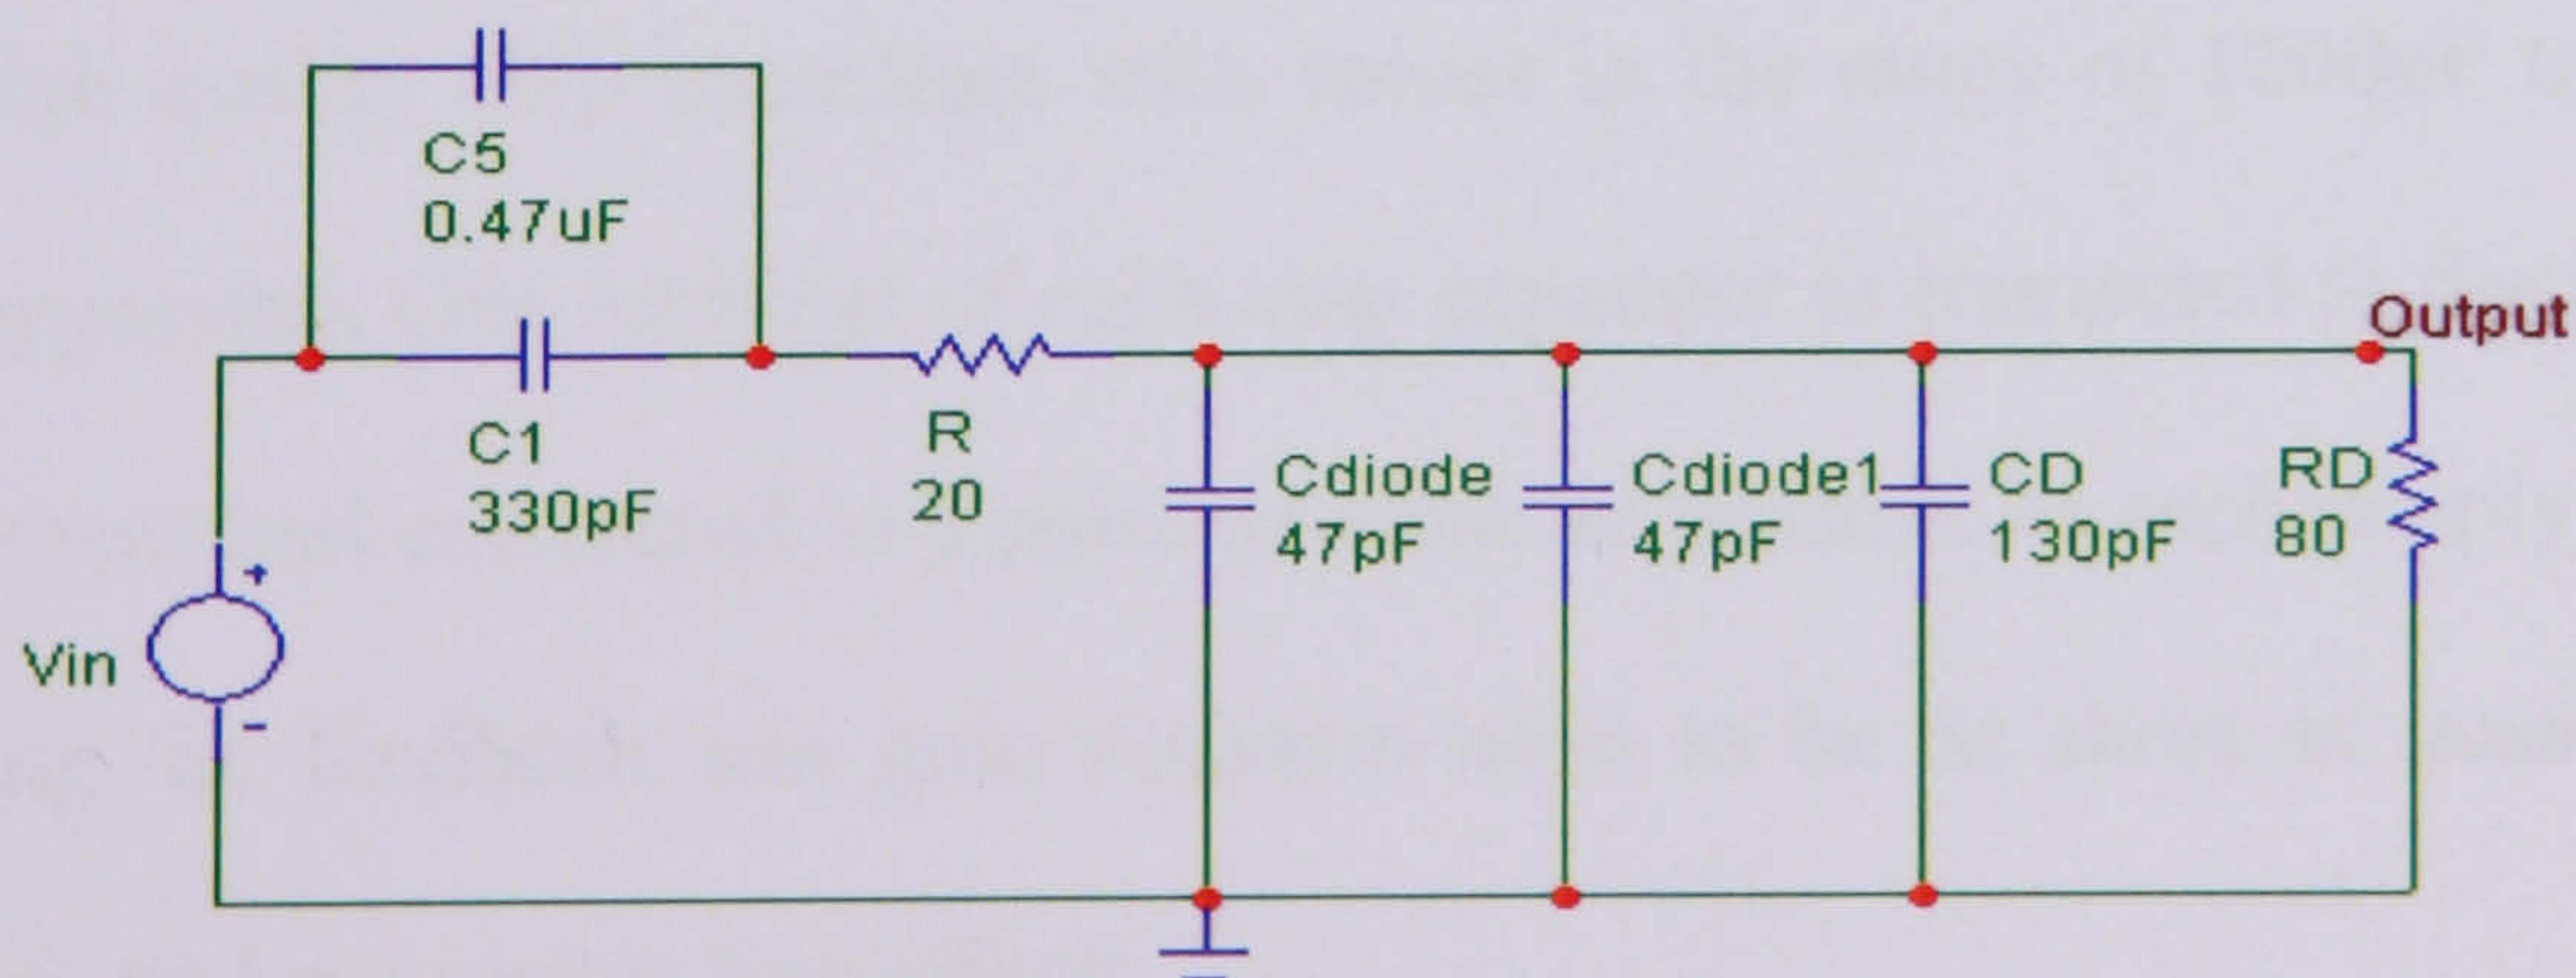 C5
0.47uF
Output
C1
330pF
R
20
Cdiode
47pF
Cdiode1
47pF
CD
130pF
RD
80
+
Vin
-